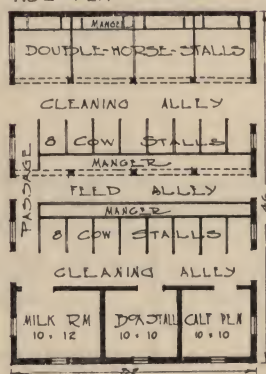 MANGER
DOUBLE-HORSE-STALLS
CLEANING ALLEY
8 COW STALLS
MANGER
PASSAGE
FEED ALLEY
MANGER
8 COW STALLS
CLEANING ALLEY
MILK RM BOX STALL CALF PEN
10 × 12 10 × 10 10 × 10